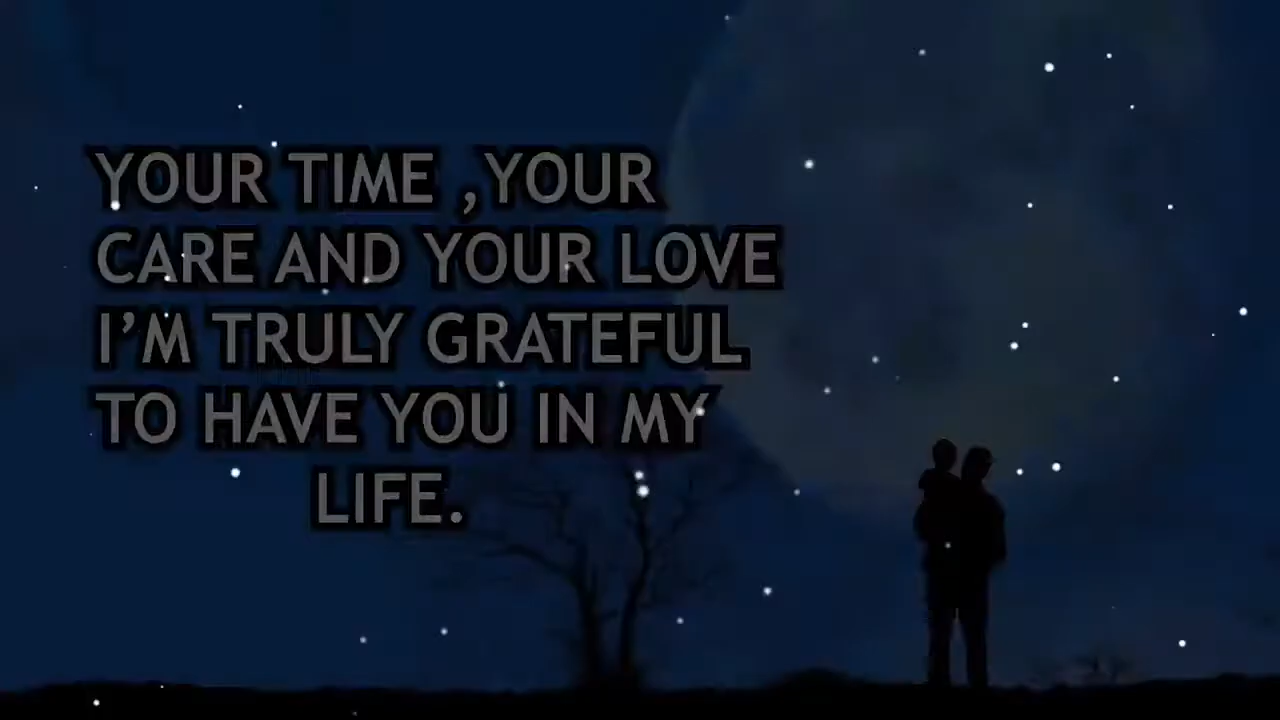 YOUR TIME ,YOUR
CARE AND YOUR LOVE
I’M TRULY GRATEFUL
TO HAVE YOU IN MY
LIFE.